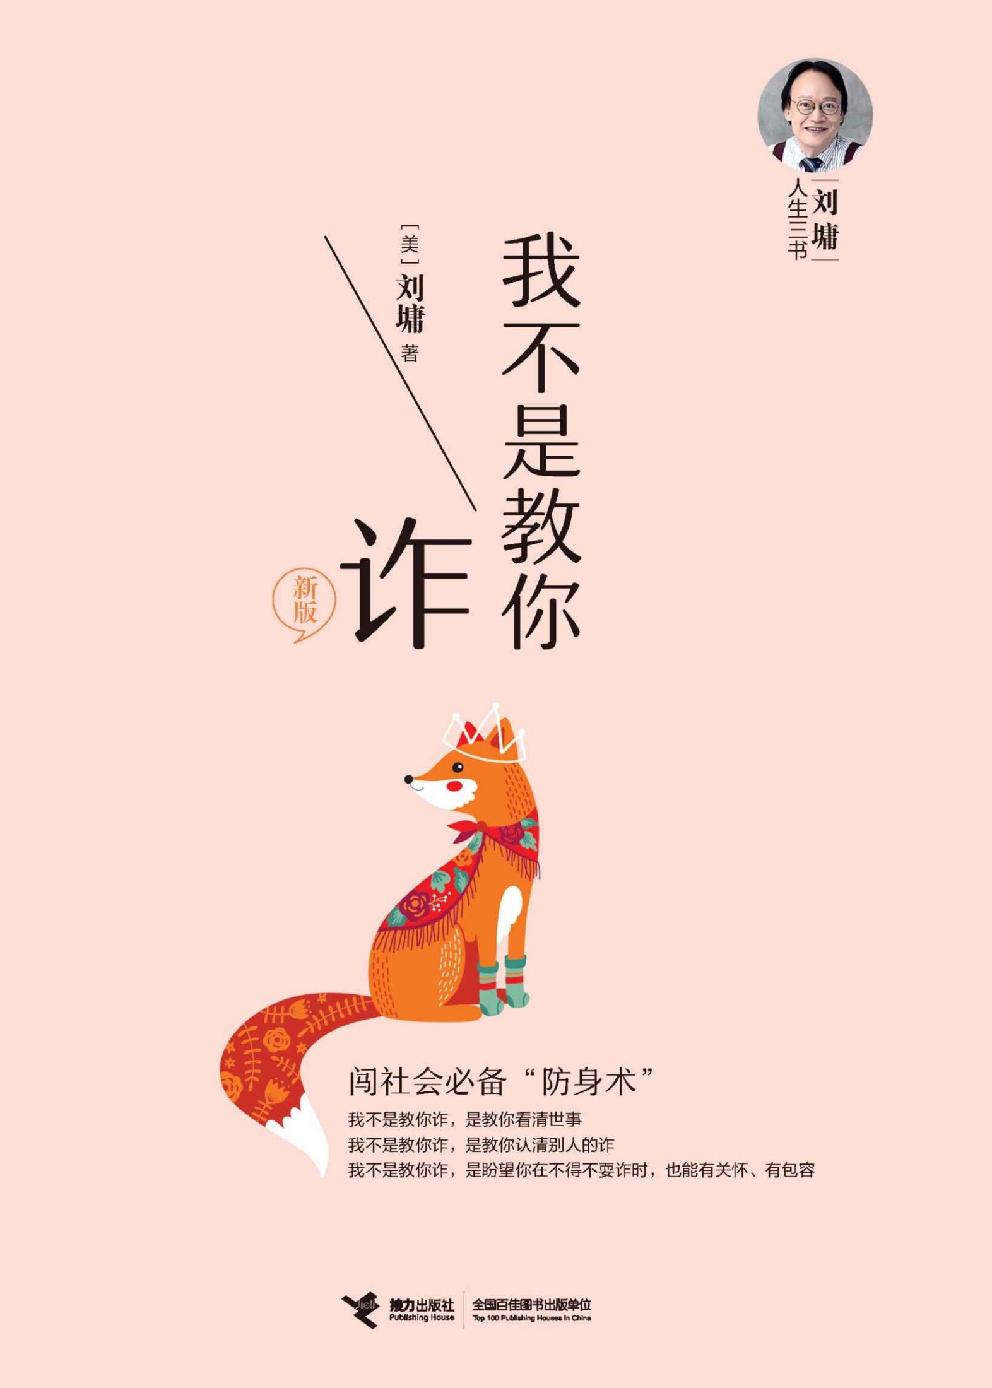 刘墉
人生三书
我不是教你
诈
[美]刘墉 著
新版
闯社会必备“防身术”
我不是教你诈，是教你看清世事
我不是教你诈，是教你认清别人的诈
我不是教你诈，是盼望你在不得不耍诈时，也能有关怀、有包容
Jieli
接力出版社
Publishing House
全国百佳图书出版单位
Top 100 Publishing Houses in China